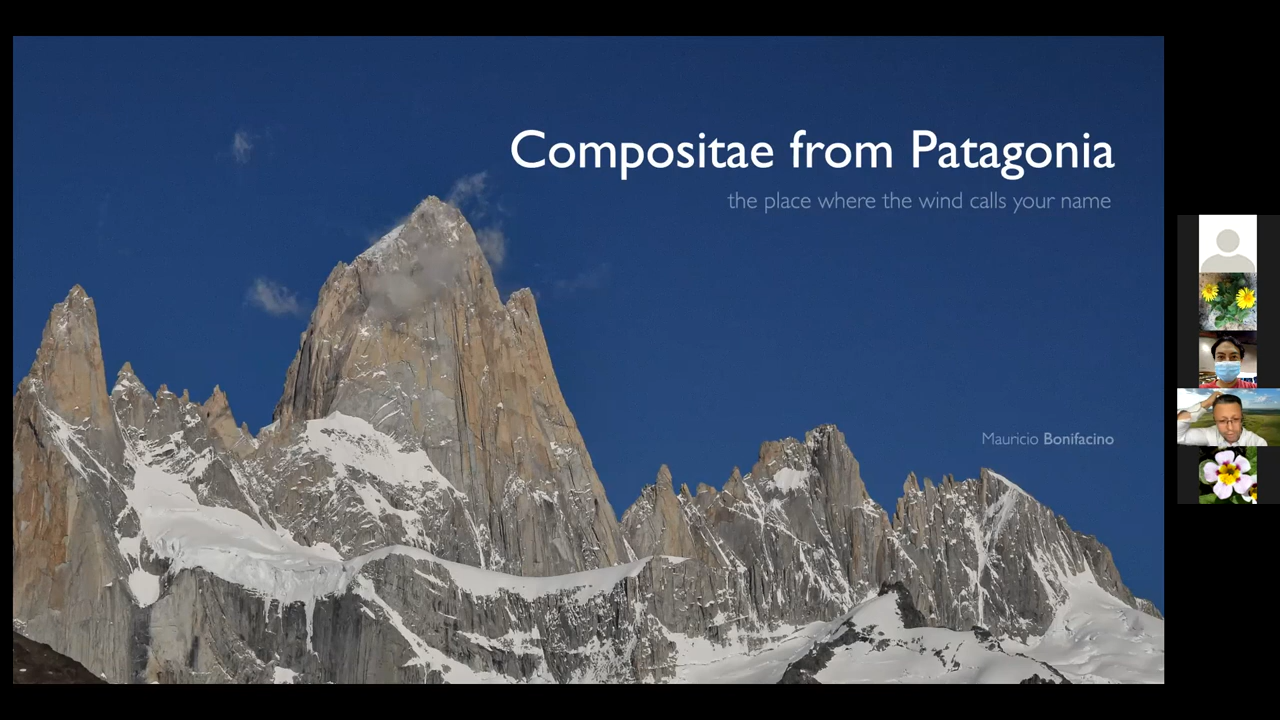 Compositae from Patagonia
the place where the wind calls your name
Mauricio Bonifacino